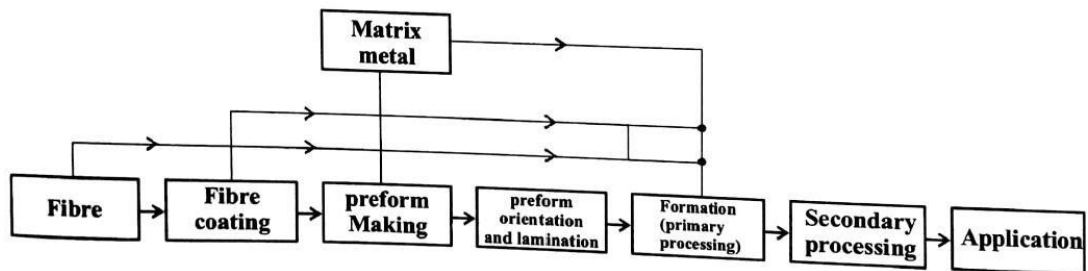 Matrix
metal
Fibre
Fibre
coating
preform
Making
preform
orientation
and lamination
Formation
(primary
processing)
Secondary
processing
Application